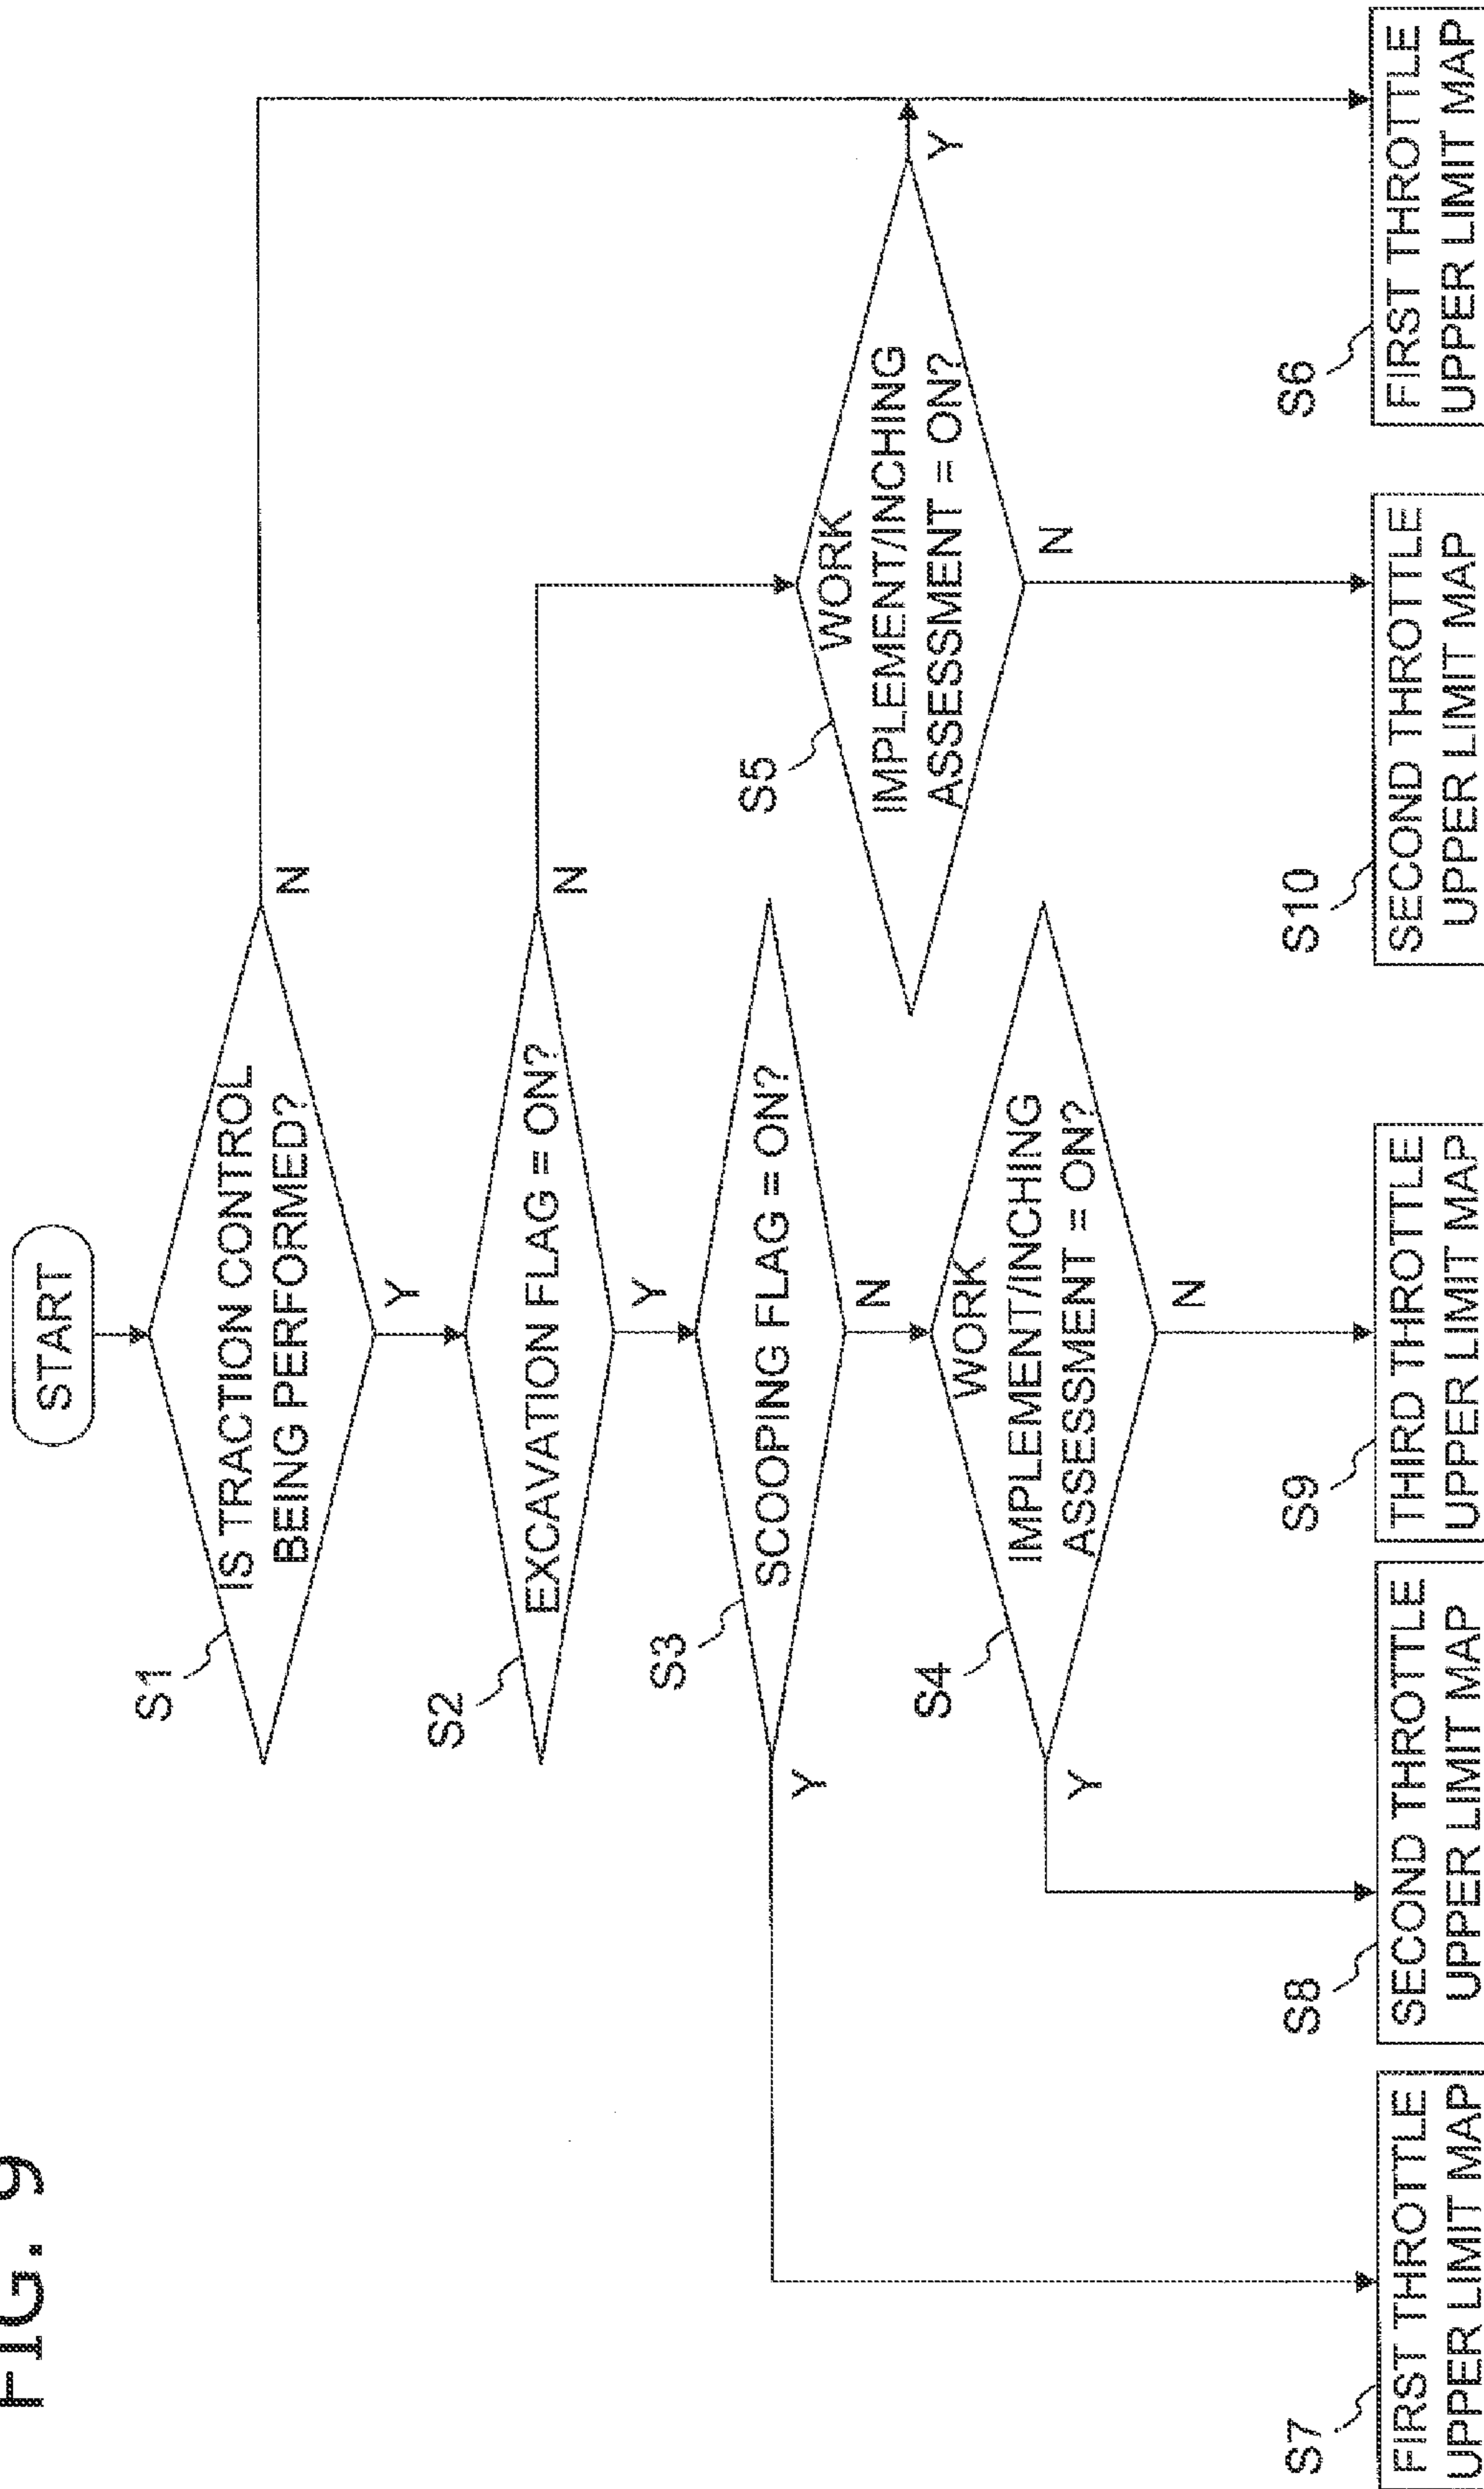 FIG. 9
START
S1
IS TRACTION CONTROL
BEING PERFORMED?
N
Y
S2
EXCAVATION FLAG = ON?
N
Y
S3
SCOOPING FLAG = ON?
Y
N
S4
WORK
IMPLEMENT/INCHING
ASSESSMENT = ON?
Y
N
S5
WORK
IMPLEMENT/INCHING
ASSESSMENT = ON?
Y
N
S7
FIRST THROTTLE
UPPER LIMIT MAP
S8
SECOND THROTTLE
UPPER LIMIT MAP
S9
THIRD THROTTLE
UPPER LIMIT MAP
S10
SECOND THROTTLE
UPPER LIMIT MAP
S6
FIRST THROTTLE
UPPER LIMIT MAP